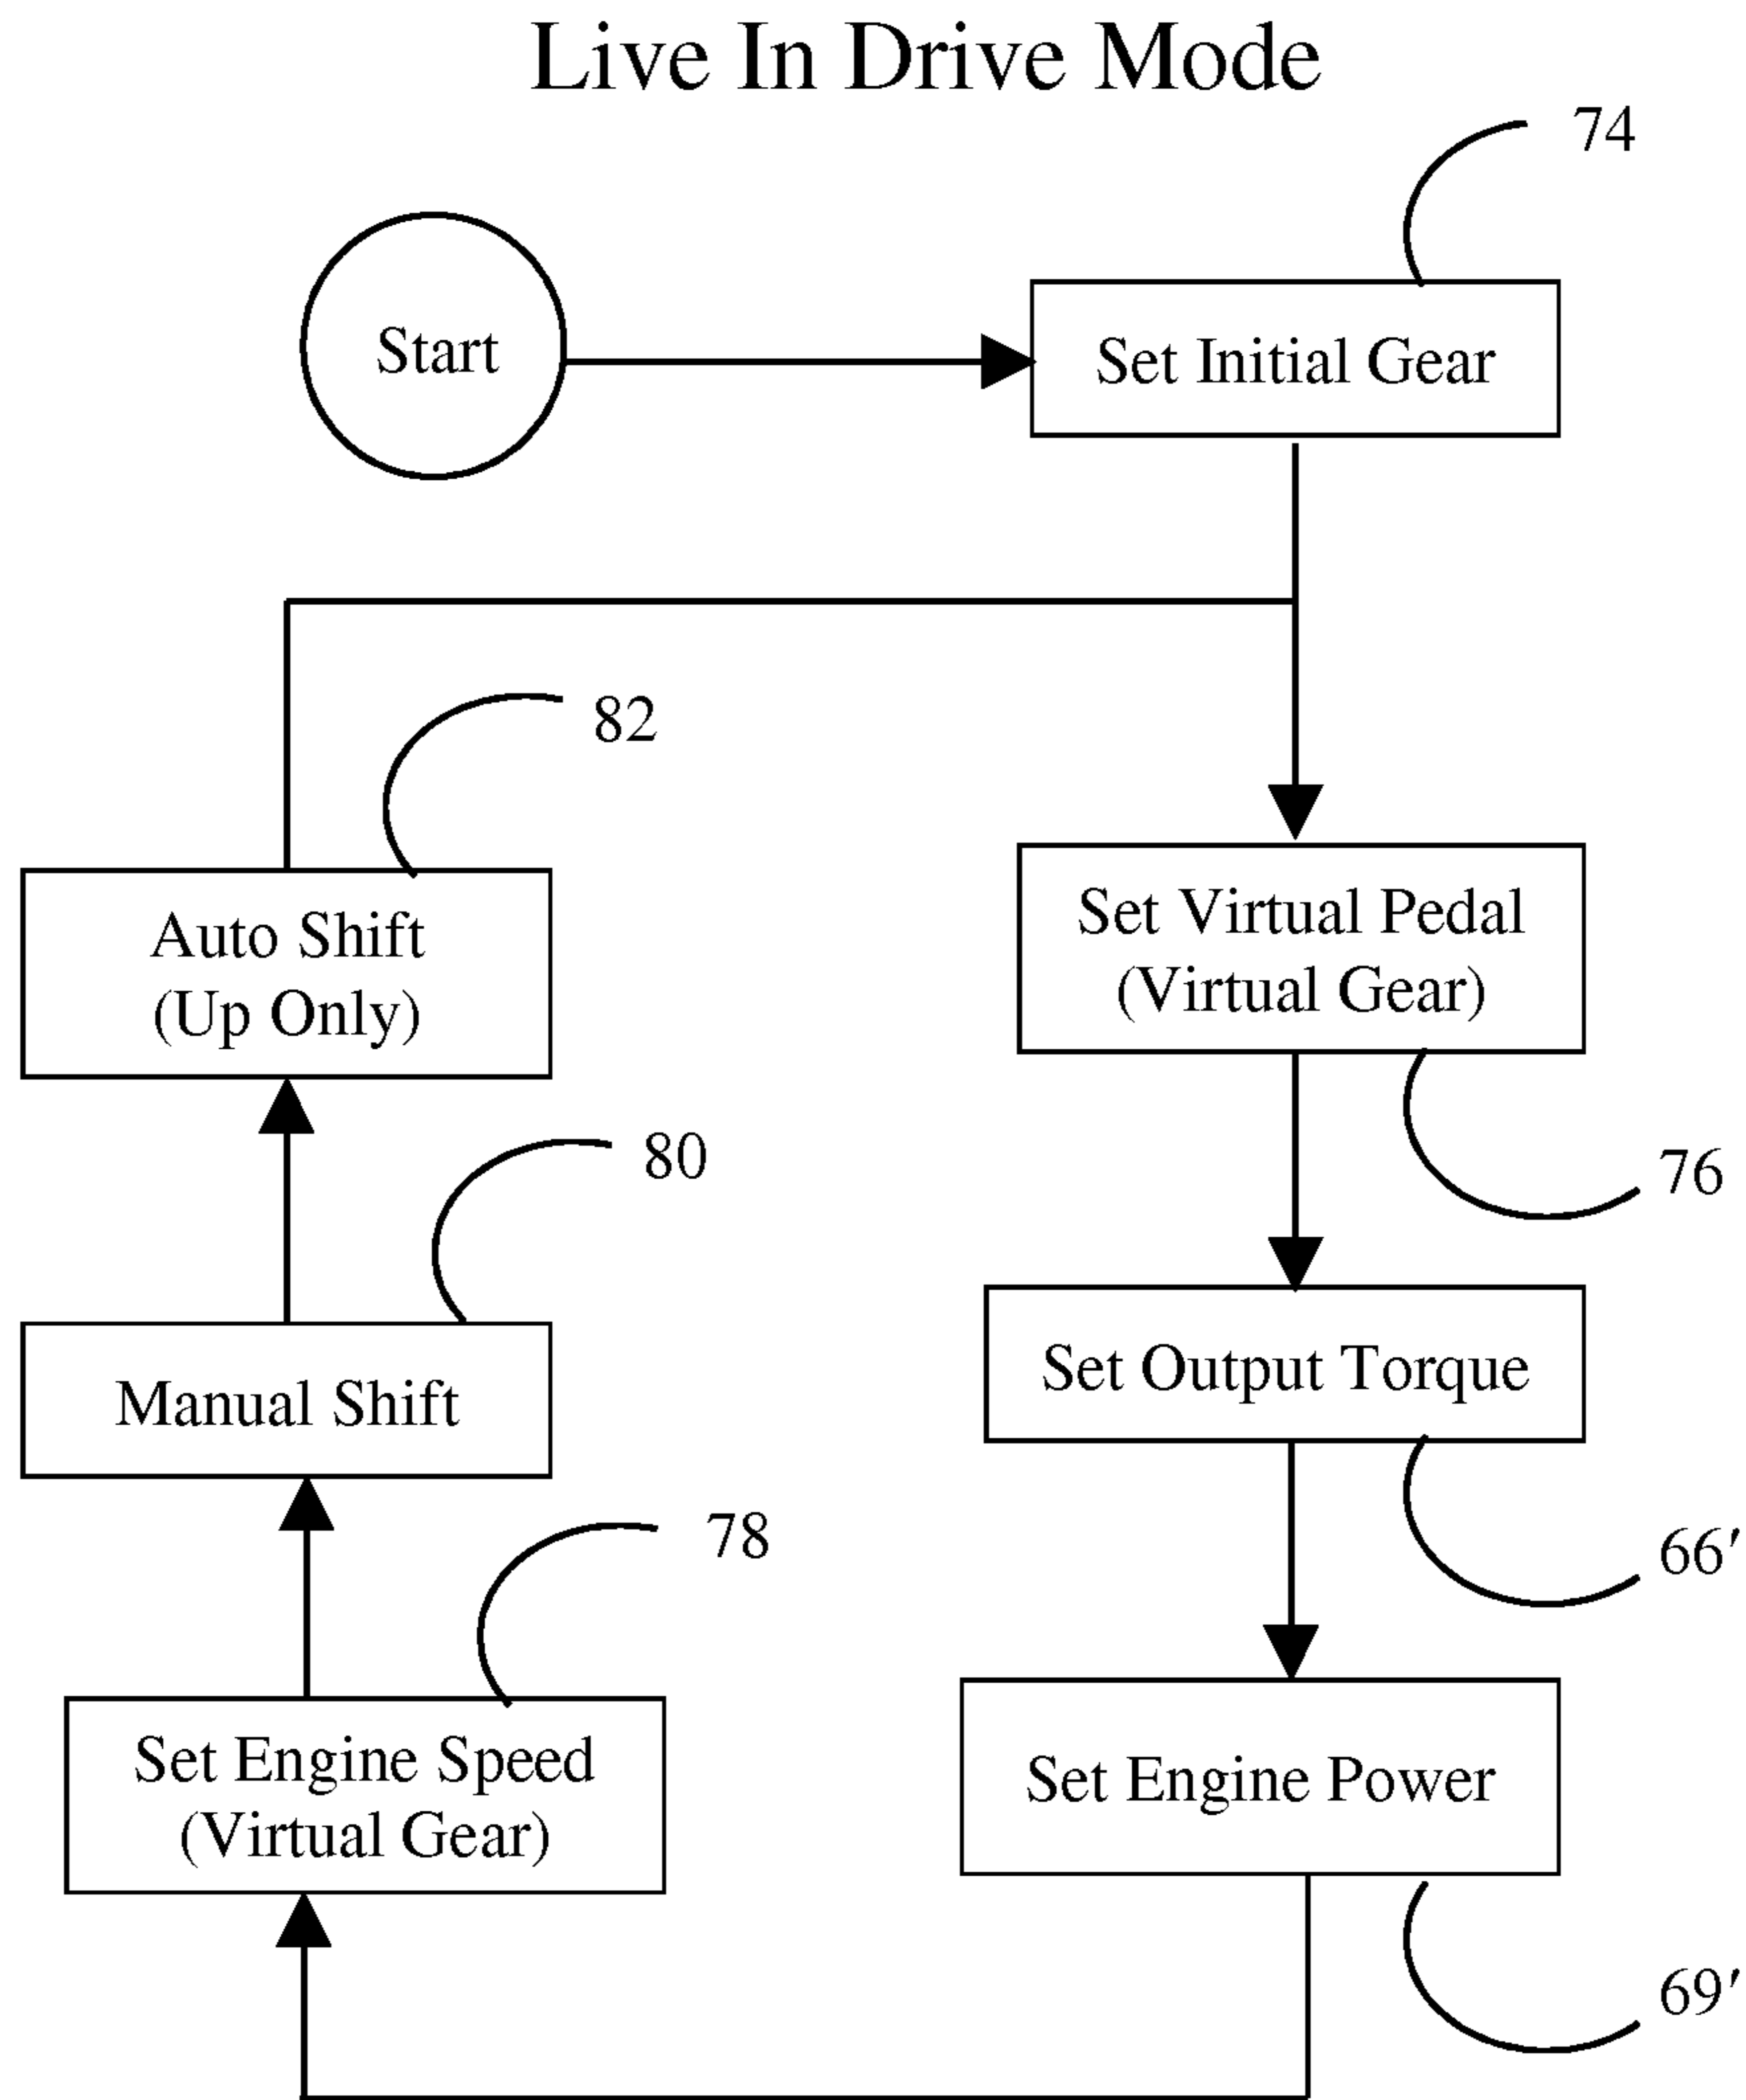 Live In Drive Mode
74
Start
Set Initial Gear
82
Auto Shift
(Up Only)
Set Virtual Pedal
(Virtual Gear)
80
76
Manual Shift
Set Output Torque
78
66'
Set Engine Speed
(Virtual Gear)
Set Engine Power
69'